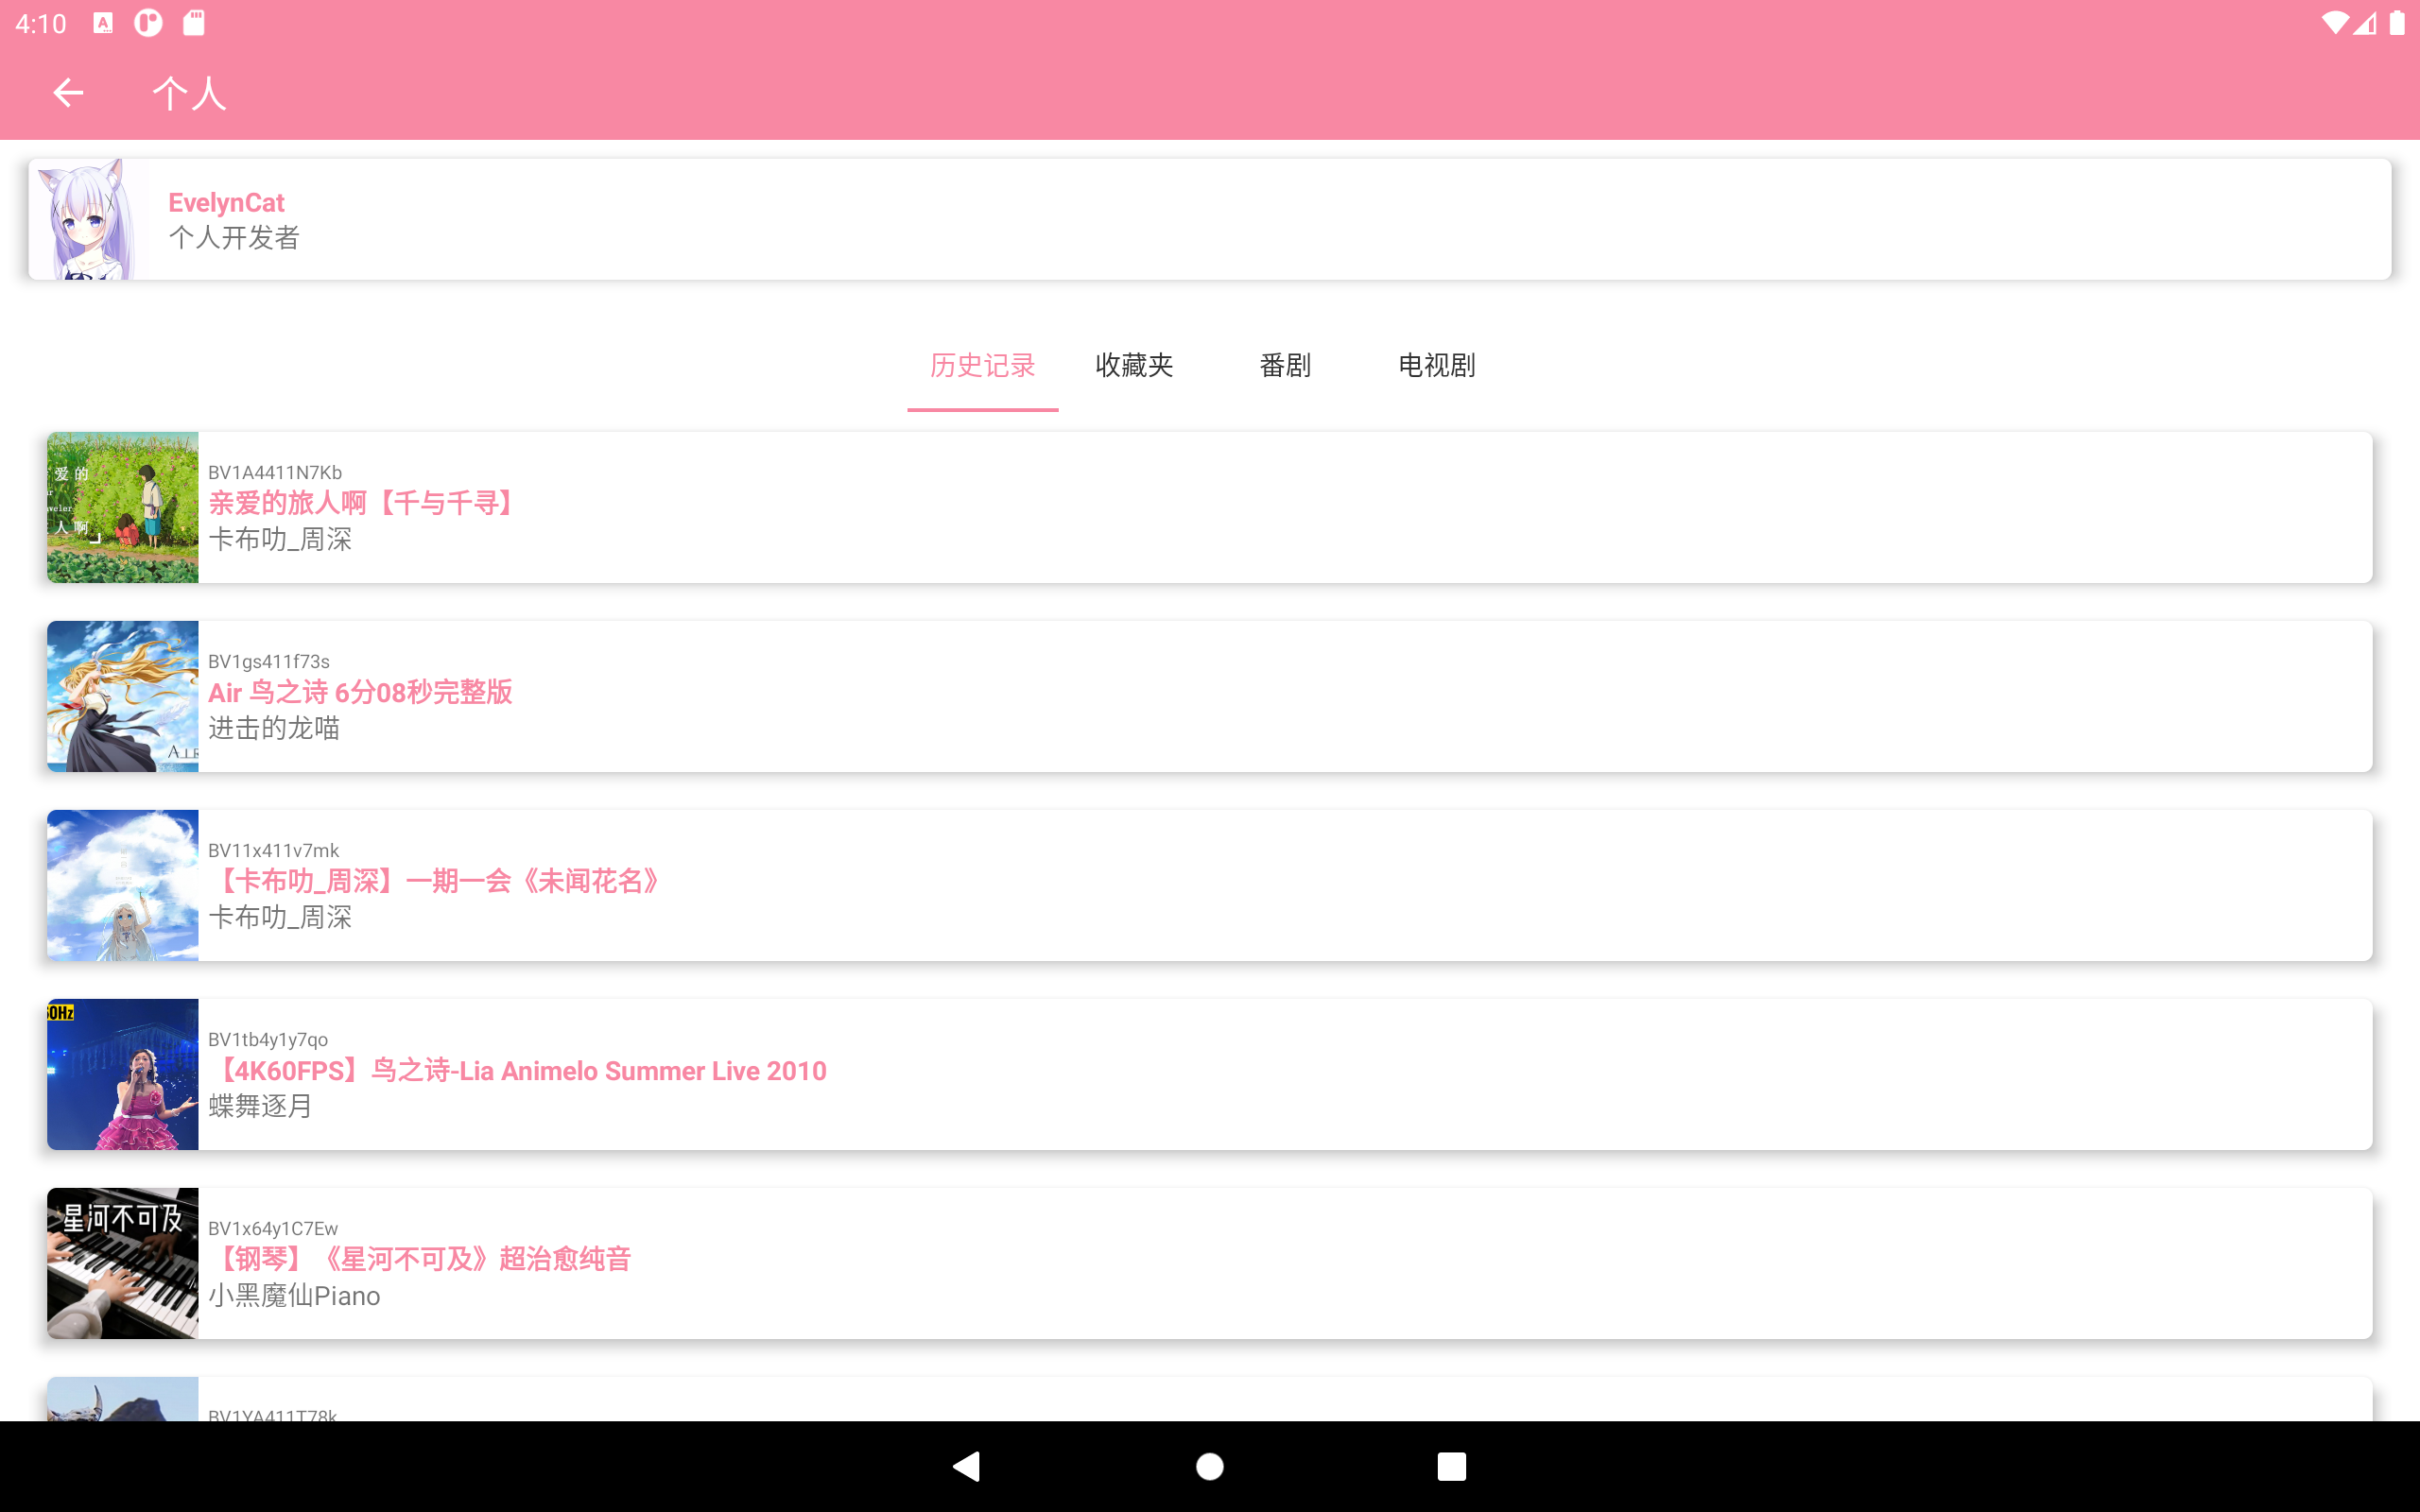 4:10
个人
EvelynCat
个人开发者
历史记录 收藏夹 番剧 电视剧
爱的
人啊
BV1A4411N7Kb
亲爱的旅人啊【千与千寻】
卡布叻_周深
BV1gs411f73s
Air 鸟之诗 6分08秒完整版
进击的龙喵
BV11x411v7mk
【卡布叻_周深】一期一会《未闻花名》
卡布叻_周深
BV1tb4y1y7qo
【4K60FPS】鸟之诗-Lia Animelo Summer Live 2010
蝶舞逐月
星河不可及
BV1x64y1C7Ew
【钢琴】《星河不可及》超治愈纯音
小黑魔仙Piano
BV1YA411T78k